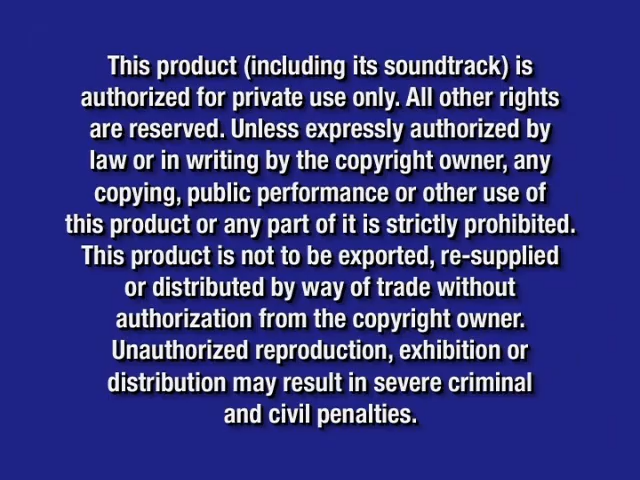 This product (including its soundtrack) is
authorized for private use only. All other rights
are reserved. Unless expressly authorized by
law or in writing by the copyright owner, any
copying, public performance or other use of
this product or any part of it is strictly prohibited.
This product is not to be exported, re-supplied
or distributed by way of trade without
authorization from the copyright owner.
Unauthorized reproduction, exhibition or
distribution may result in severe criminal
and civil penalties.